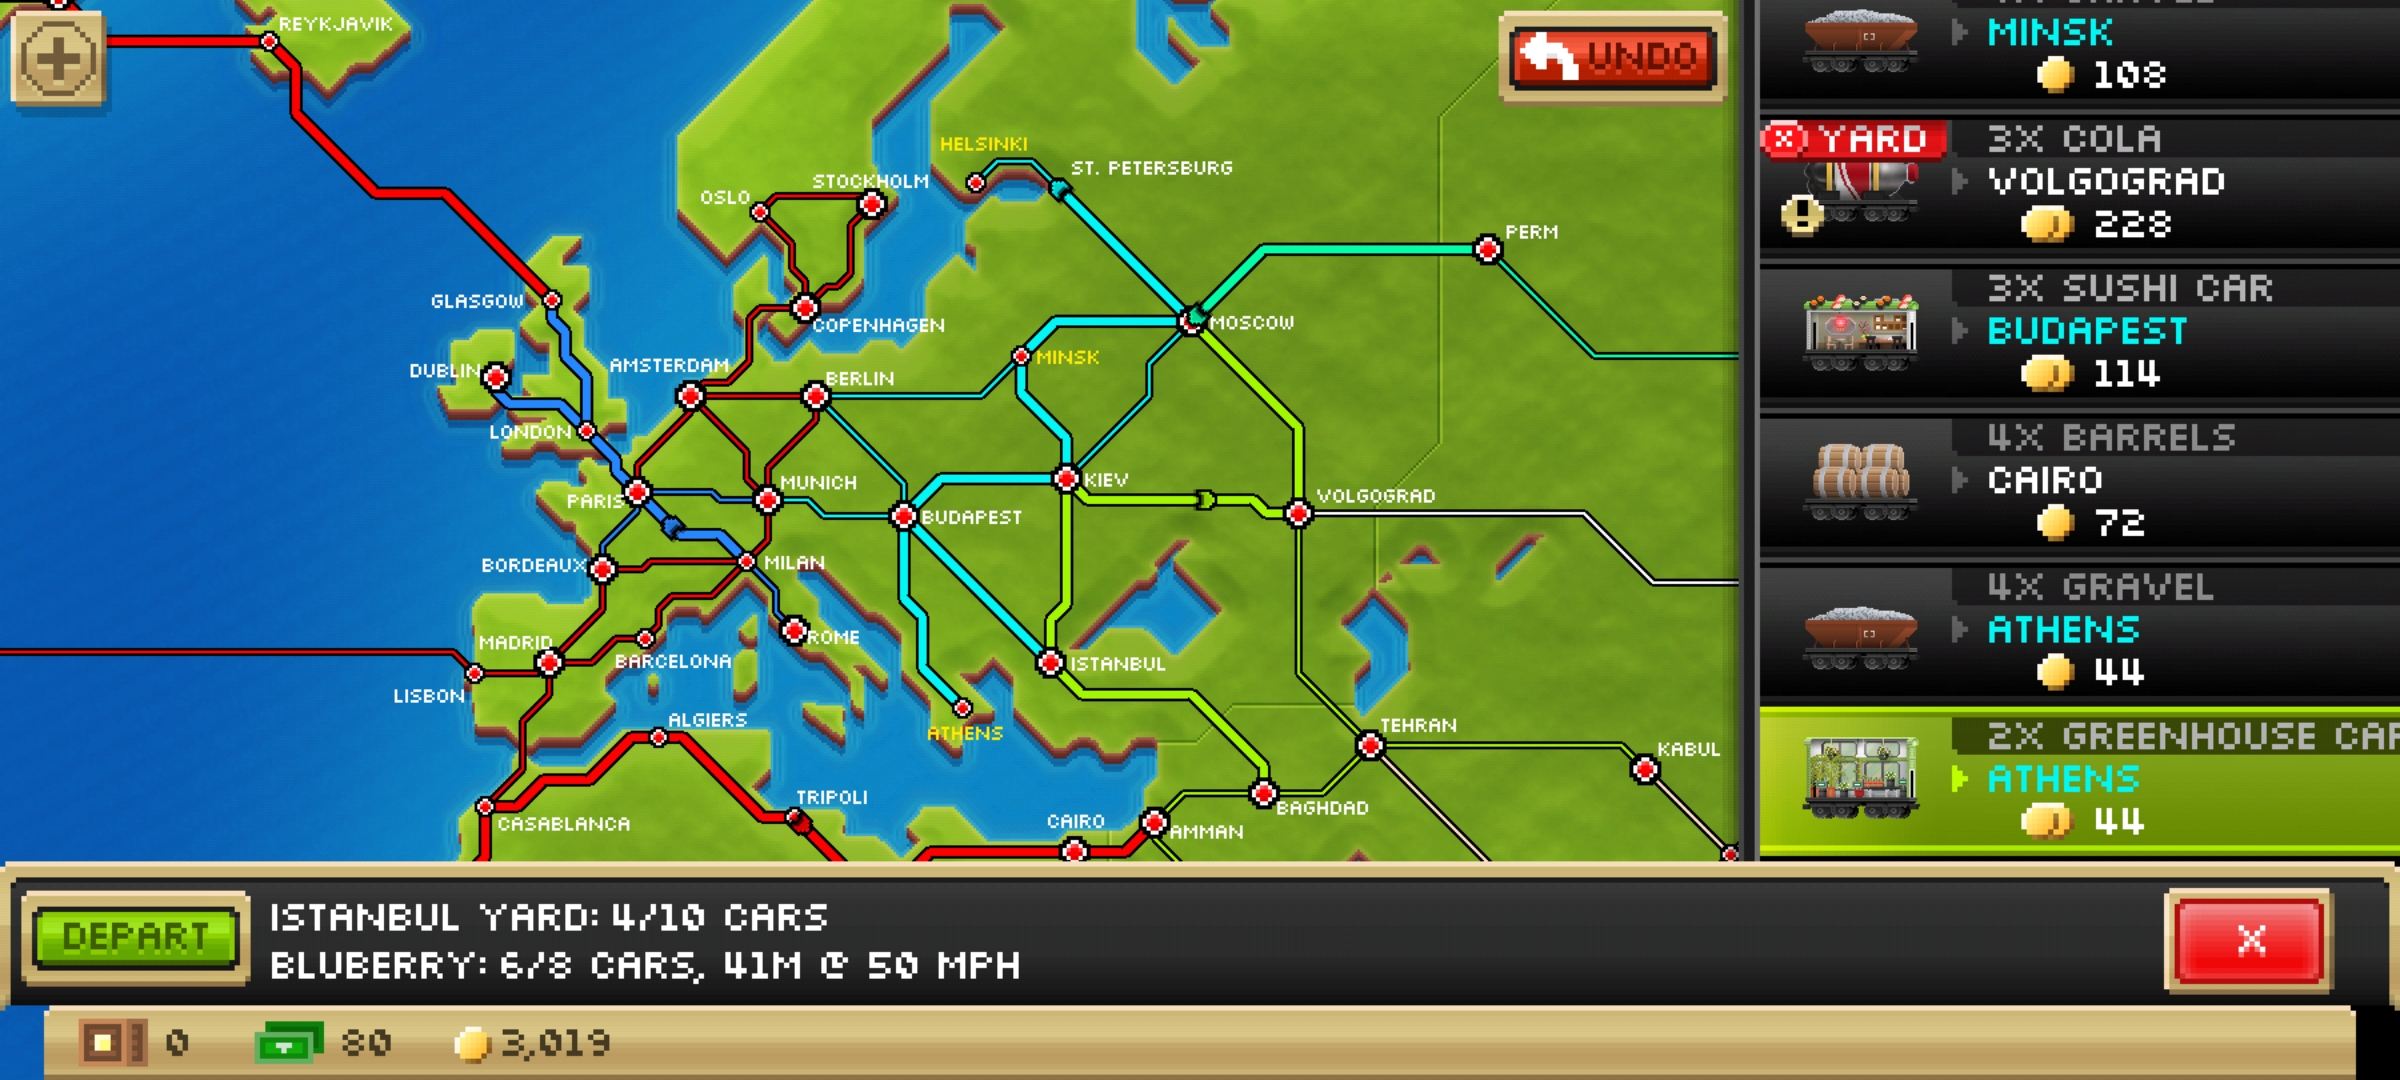 REYKJAVIK
UNDO
MINSK
108
YARD
3X COLA
VOLGOGRAD
228
3X SUSHI CAR
BUDAPEST
114
4X BARRELS
CAIRO
72
4X GRAVEL
ATHENS
44
2X GREENHOUSE CAR
ATHENS
44
HELSINKI
ST. PETERSBURG
STOCKHOLM
OSLO
PERM
GLASGOW
COPENHAGEN
MOSCOW
MINSK
DUBLIN
AMSTERDAM
BERLIN
LONDON
PARIS
MUNICH
KIEV
VOLGOGRAD
BUDAPEST
BORDEAUX
MILAN
MADRID
ROME
BARCELONA
ISTANBUL
LISBON
ALGIERS
ATHENS
TEHRAN
KABUL
TRIPOLI
CASABLANCA
CAIRO
AMMAN
BAGHDAD
DEPART
ISTANBUL YARD: 4/10 CARS
BLUBERRY: 6/8 CARS, 41M @ 50 MPH
X
0
80
3,019